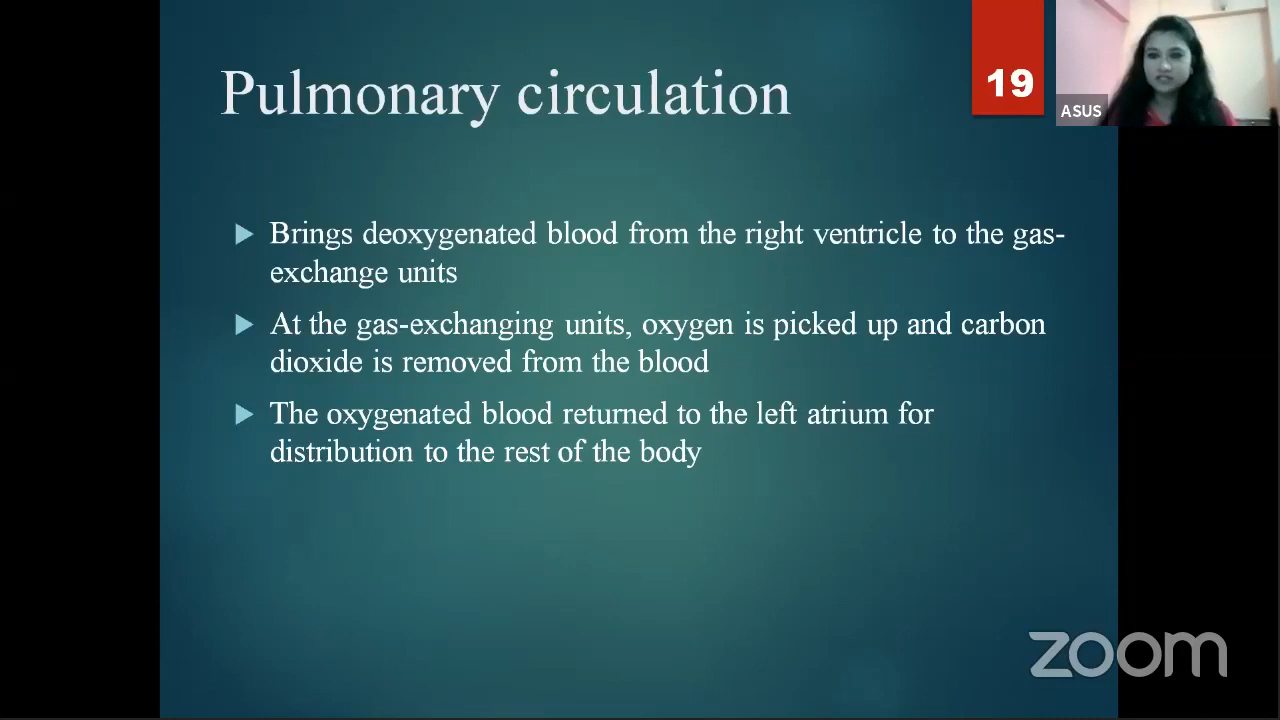 Pulmonary circulation
19
ASUS
Brings deoxygenated blood from the right ventricle to the gas-
exchange units
At the gas-exchanging units, oxygen is picked up and carbon
dioxide is removed from the blood
The oxygenated blood returned to the left atrium for
distribution to the rest of the body
zoom